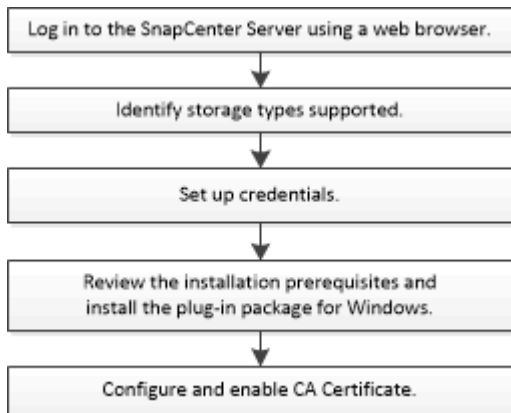 Log in to the SnapCenter Server using a web browser.
Identify storage types supported.
Set up credentials.
Review the installation prerequisites and
install the plug-in package for Windows.
Configure and enable CA Certificate.